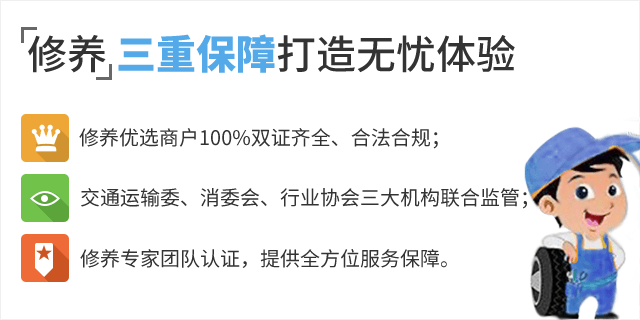 修养 三重保障打造无忧体验
修养优选商户100%双证齐全、合法合规；
交通运输委、消委会、行业协会三大机构联合监管；
修养专家团队认证，提供全方位服务保障。